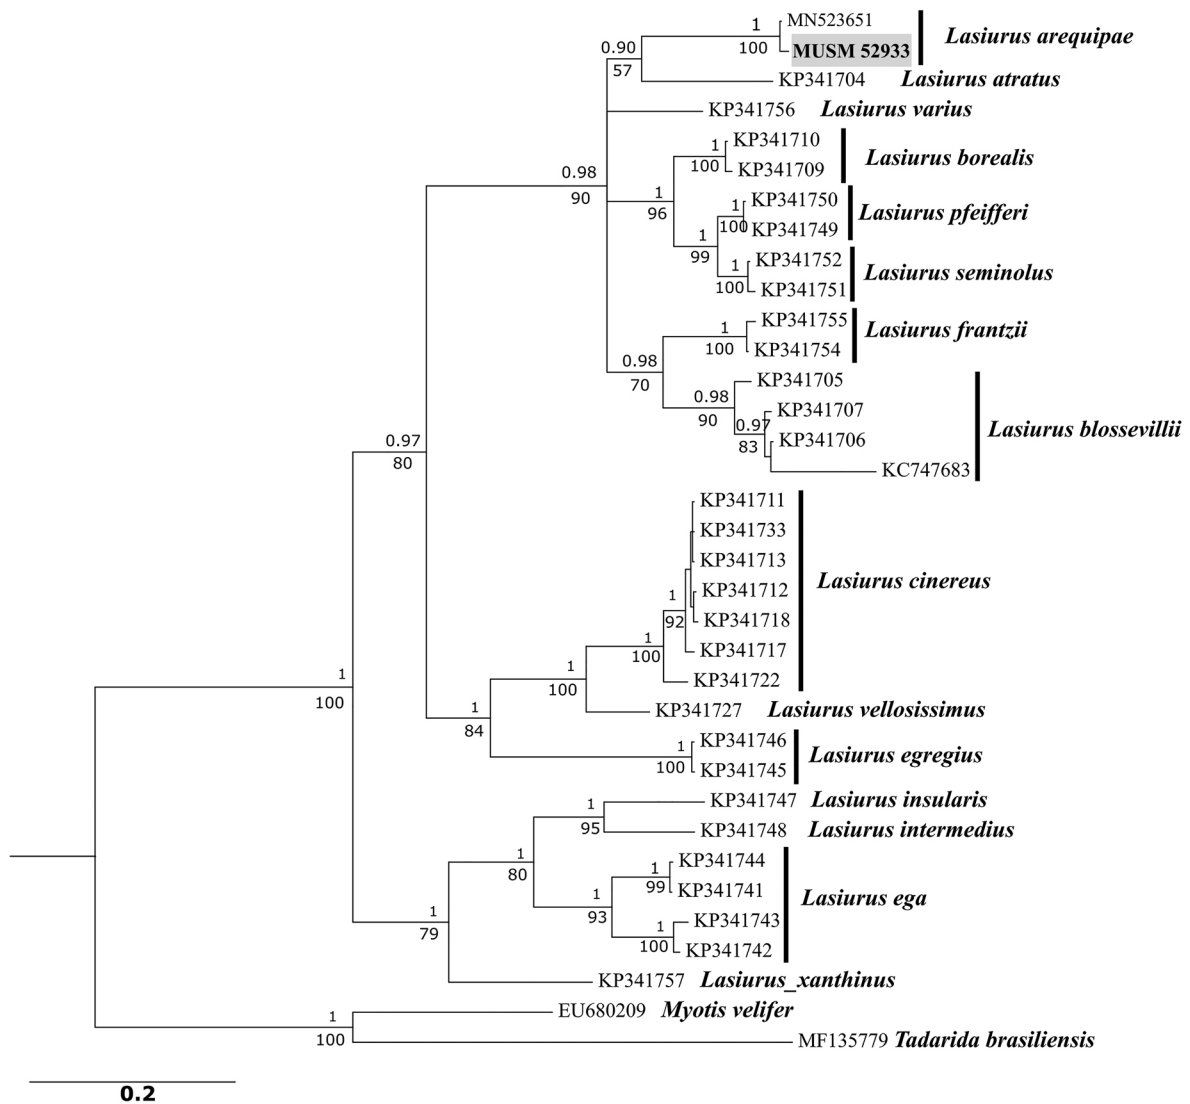 1
MN523651
0.90
100
MUSM 52933
Lasiurus arequipae
57
KP341704 Lasiurus atratus
KP341756 Lasiurus varius
1
KP341710
100
KP341709
Lasiurus borealis
0.98
90
1
96
1
KP341750
100
KP341749
Lasiurus pfeifferi
1
99
1
KP341752
100
KP341751
Lasiurus seminolus
1
KP341755
100
KP341754
Lasiurus frantzii
0.98
70
KP341705
0.98
90
KP341707
0.97
83
KP341706
KC747683
Lasiurus blossevillii
0.97
80
KP341711
KP341733
KP341713
KP341712
KP341718
KP341717
KP341722
Lasiurus cinereus
1
92
1
100
1
100
KP341727 Lasiurus vellosissimus
1
84
1
KP341746
100
KP341745
Lasiurus egregius
1
100
1
KP341747 Lasiurus insularis
95
KP341748 Lasiurus intermedius
1
80
1
KP341744
99
KP341741
Lasiurus ega
1
93
1
KP341743
100
KP341742
1
79
KP341757 Lasiurus_xanthinus
EU680209 Myotis velifer
1
100
MF135779 Tadarida brasiliensis
0.2